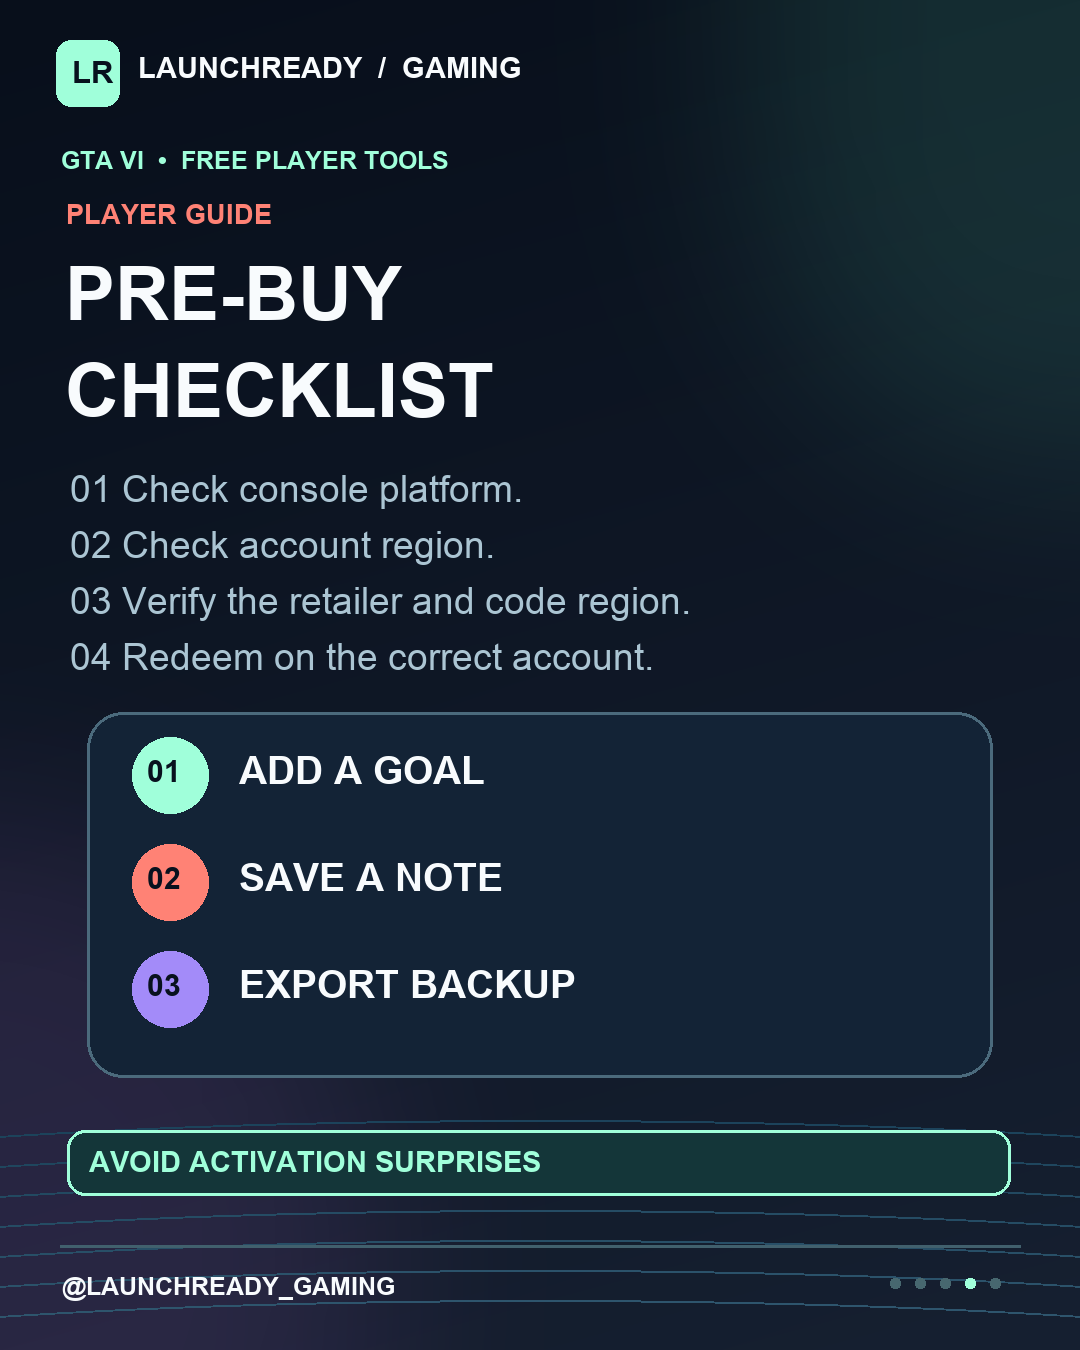 LR LAUNCHREADY / GAMING
GTA VI • FREE PLAYER TOOLS
PLAYER GUIDE
PRE-BUY
CHECKLIST
01 Check console platform.
02 Check account region.
03 Verify the retailer and code region.
04 Redeem on the correct account.
01 ADD A GOAL
02 SAVE A NOTE
03 EXPORT BACKUP
AVOID ACTIVATION SURPRISES
@LAUNCHREADY_GAMING